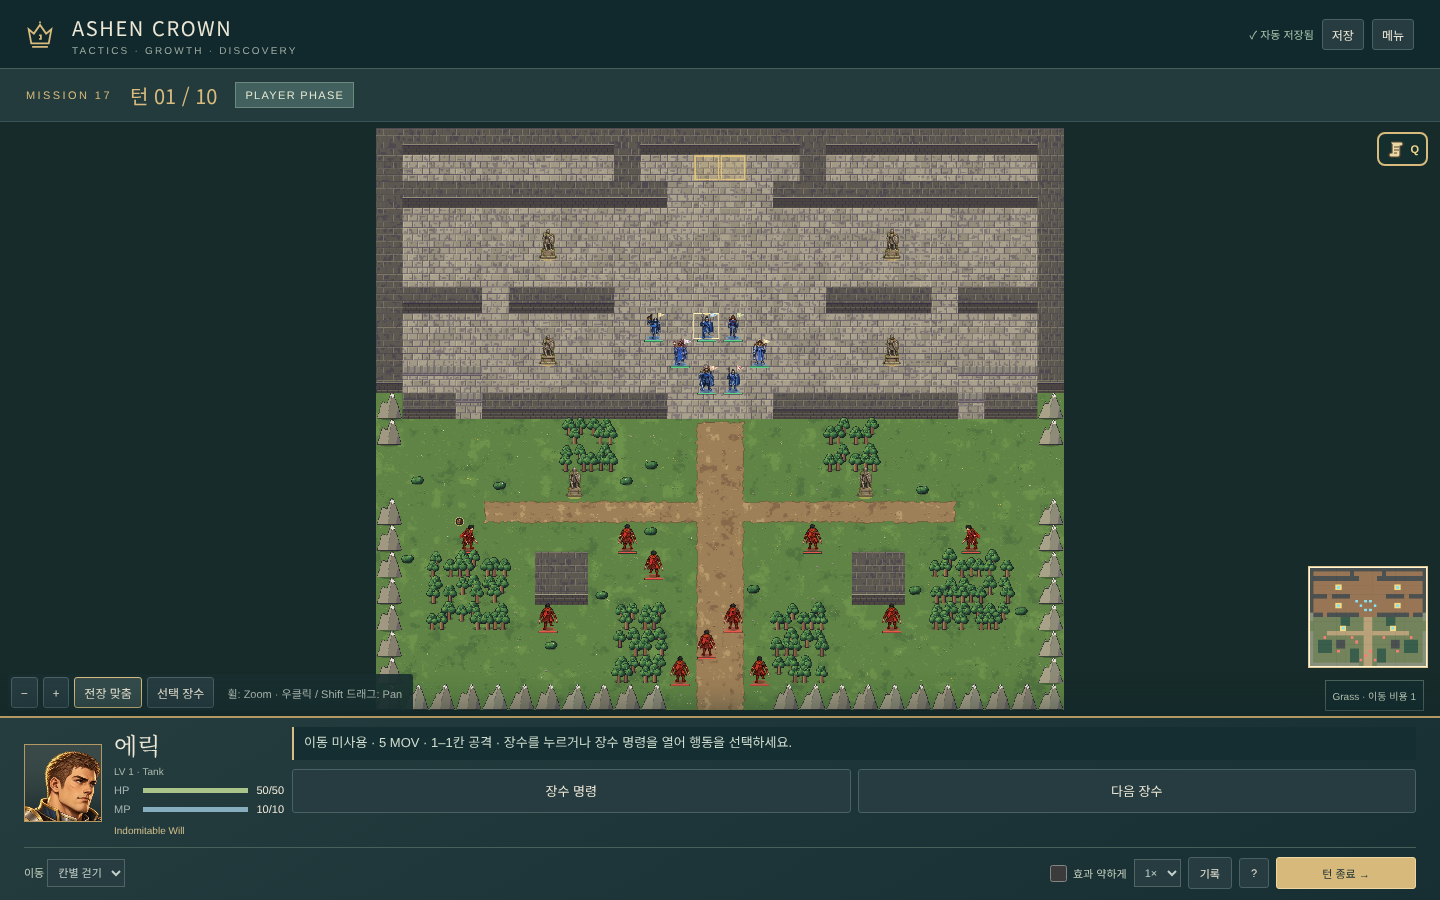 ASHEN CROWN
TACTICS · GROWTH · DISCOVERY
✓ 자동 저장됨
저장
메뉴
MISSION 17
턴 01 / 10
PLAYER PHASE
Q
−
+
전장 맞춤
선택 장수
휠: Zoom · 우클릭 / Shift 드래그: Pan
Grass · 이동 비용 1
에릭
LV 1 · Tank
HP 50/50
MP 10/10
Indomitable Will
이동 미사용 · 5 MOV · 1–1칸 공격 · 장수를 누르거나 장수 명령을 열어 행동을 선택하세요.
장수 명령
다음 장수
이동
칸별 걷기
효과 약하게
1×
기록
?
턴 종료 →